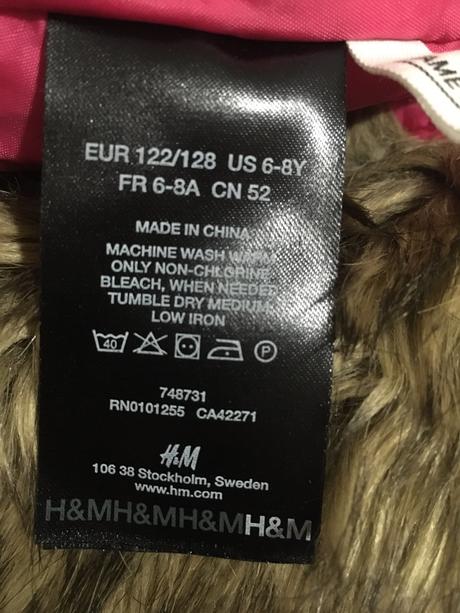 AME
EUR 122/128 US 6-8Y
FR 6-8A CN 52
MADE IN CHINA
MACHINE WASH WARM
ONLY NON-CHLORINE
BLEACH, WHEN NEEDED
TUMBLE DRY MEDIUM
LOW IRON
40 P
748731
RN0101255 CA42271
H&M
106 38 Stockholm, Sweden
www.hm.com
H&MH&MH&MH&M